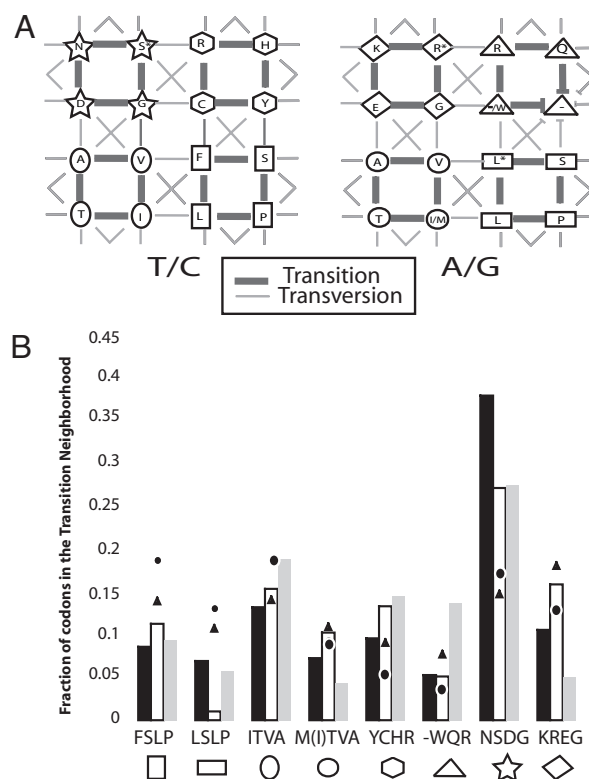 A
N S* R H K R* R Q
D G C Y E G -/W -
A V F S A V L* S
T I L P T I/M L P
T/C A/G
Transition
Transversion
B
Fraction of codons in the Transition Neighborhood
0.45
0.4
0.35
0.3
0.25
0.2
0.15
0.1
0.05
0
FSLP LSLP ITVA M(I)TVA YCHR -WQR NSDG KREG